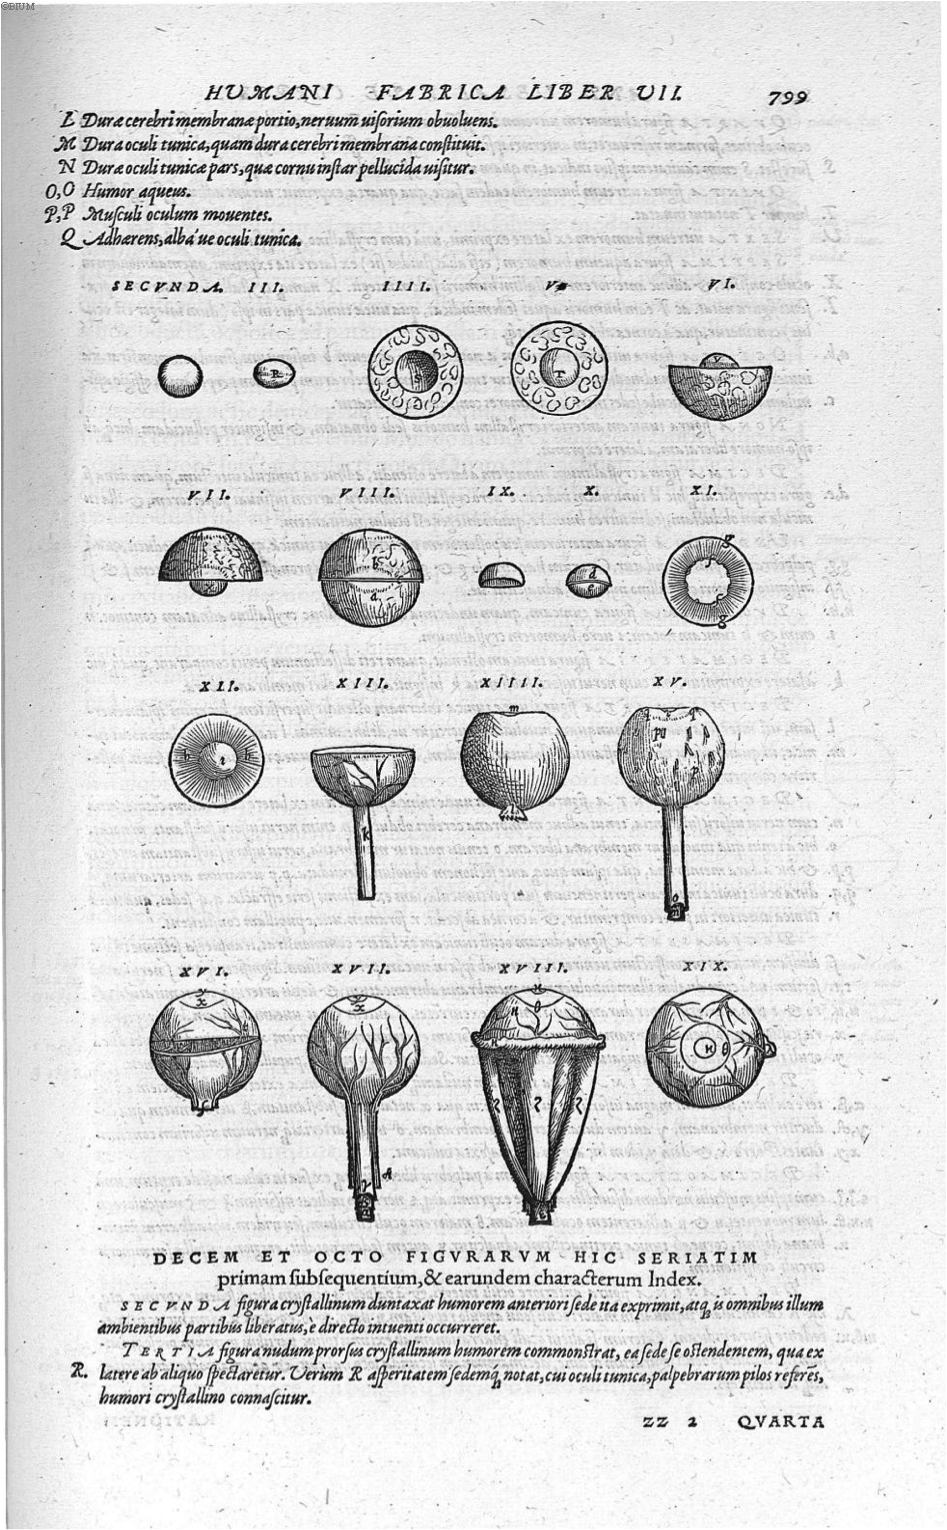 ©BIUM
HVMANI FABRICA LIBER VII. 799
L Duræ cerebri membranæ portio, neruum uisorium obuoluens.
M Dura oculi tunica, quam dura cerebri membrana constituit.
N Duræ oculi tunicæ pars, quæ cornu instar pellucida uisitur.
O,O Humor aqueus.
P,P Musculi oculum mouentes.
Q Adhærens, alba'ue oculi tunica.
SECVNDA. III. IIII. V. VI.
R S T V
VII. VIII. IX. X. XI.
Y b a d e g f g
XII. XIII. XIIII. XV.
h i h k m q q p o n
XVI. XVII. XVIII. XIX.
y x y x κ θ κ θ
DECEM ET OCTO FIGVRARVM HIC SERIATIM
primam subsequentium, & earundem characterum Index.
SECVNDA figura crystallinum duntaxat humorem anteriori sede ita exprimit, atq; is omnibus illum
ambientibus partibus liberatus, è directo intuenti occurreret.
TERTIA figura nudum prorsus crystallinum humorem commonstrat, ea sede se ostendentem, qua ex
R. latere ab aliquo spectaretur. Verùm R asperitatem sedemq́; notat, cui oculi tunica, palpebrarum pilos referēs,
humori crystallino connascitur.
ZZ 2 QVARTA